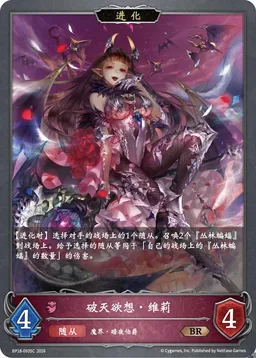 进化
【进化时】选择对手的战场上的1个随从。召唤2个『丛林蝙蝠』
到战场上。给予选择的随从等同于「自己的战场上的『丛林蝙
蝠』的数量」的伤害。
4
破天欲想·维莉
4
随从
魔界·暗夜伯爵
BR
© Cygames, Inc. Published by NetEase Games